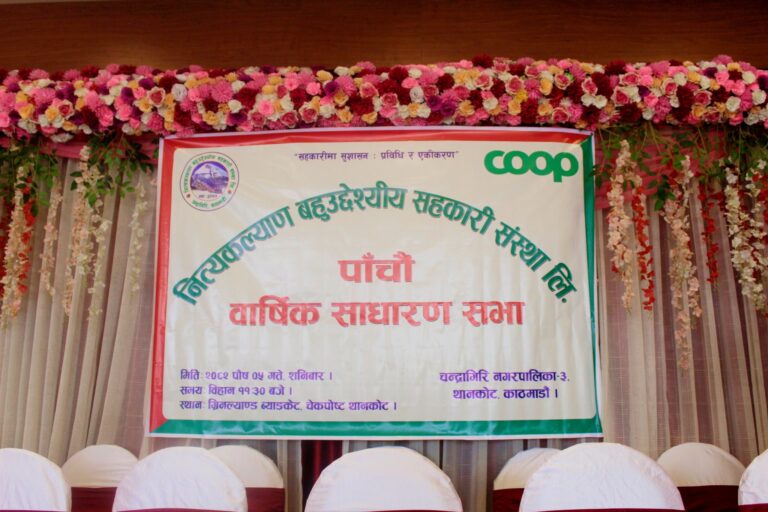 "सहकारीमा सुशासन : प्रविधि र एकीकरण"
coop
नित्यकल्याण बहुउद्देश्यीय सहकारी संस्था लि.
पाँचौ
वार्षिक साधारण सभा
मिति: २०८२ पौष ०५ गते, शनिबार ।
समय: विहान ११:३० बजे ।
स्थान: ग्रिनल्याण्ड ब्याङ्केट, चेकपोष्ट थानकोट ।
चन्द्रागिरि नगरपालिका-३,
थानकोट, काठमाडौं ।